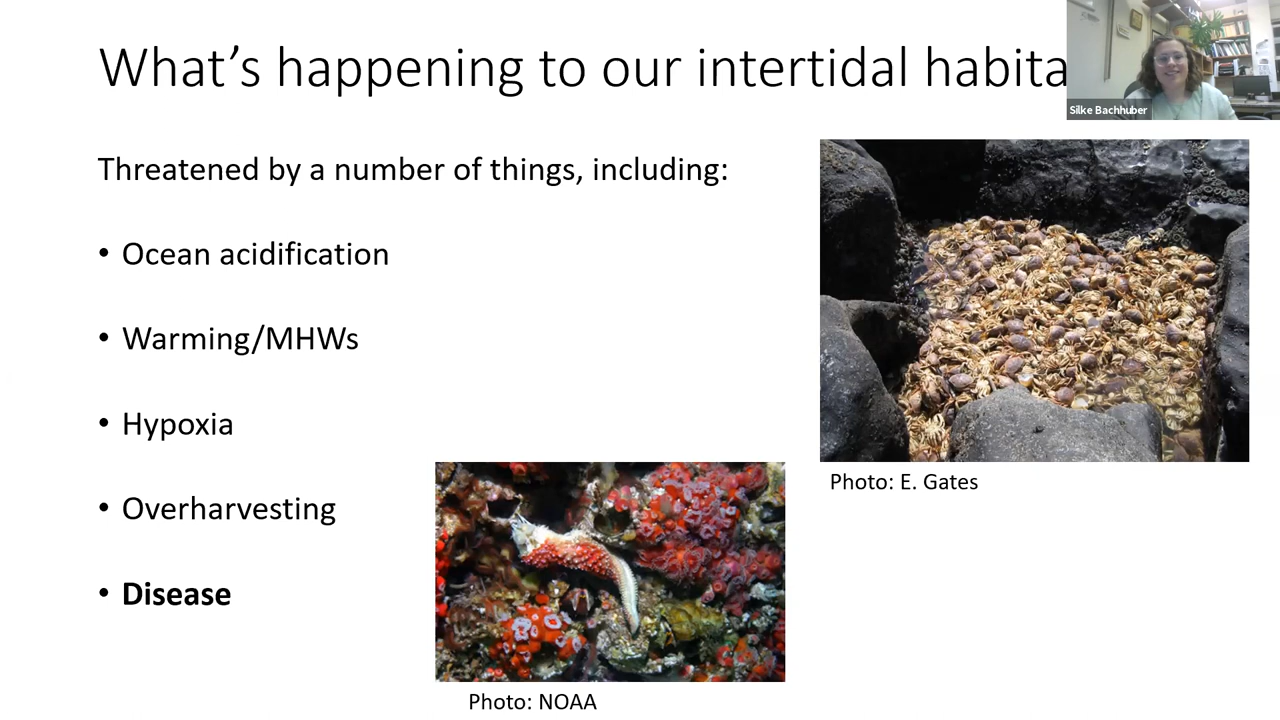 What's happening to our intertidal habita
Silke Bachhuber
Threatened by a number of things, including:
• Ocean acidification
• Warming/MHWs
• Hypoxia
• Overharvesting
• Disease
Photo: E. Gates
Photo: NOAA